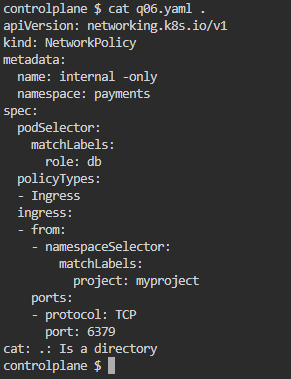 controlplane $ cat q06.yaml .
apiVersion: networking.k8s.io/v1
kind: NetworkPolicy
metadata:
  name: internal -only
  namespace: payments
spec:
  podSelector:
    matchLabels:
      role: db
  policyTypes:
  - Ingress
  ingress:
  - from:
    - namespaceSelector:
        matchLabels:
          project: myproject
    ports:
    - protocol: TCP
      port: 6379
cat: .: Is a directory
controlplane $